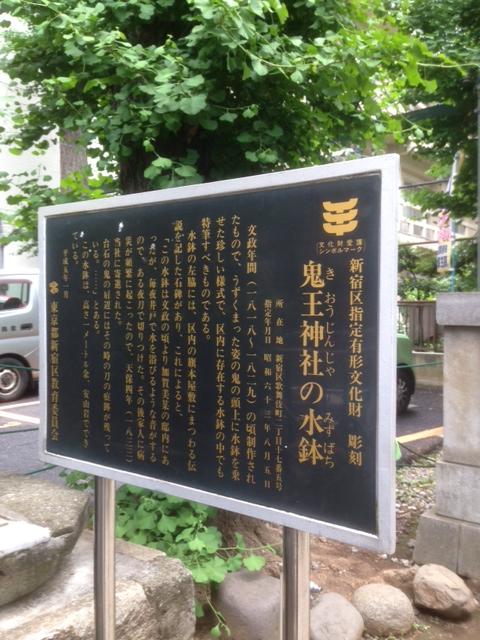 文化財愛護
シンボルマーク
新宿区指定有形文化財 彫刻
鬼王神社の水鉢
きおうじんじゃ みずばち
所在地 新宿区歌舞伎町二丁目十七番五号
指定年月日 昭和六十三年八月五日
文政年間(一八一八〜一八二九)の頃制作され
たもので、うずくまった姿の鬼の頭上に水鉢を乗
せた珍しい様式で、区内に存在する水鉢の中でも
特筆すべきものである。
水鉢の左脇には、区内の旗本屋敷にまつわる伝
説を記した石碑があり、これによると、
「この水鉢は文政の頃より加賀美某の邸内にあ
ったが、毎夜井戸で水を浴びるような音がする
ので、ある夜刀で切りつけた。その後家人に病
災が頻繁に起こったので、天保四年(一八三三)
当社に寄進された。
台石の鬼の肩辺にはその時の刀の痕跡が残って
いる。……」とある。
この水鉢は、高さ一メートル余、安山岩でできて
いる。
平成五年一月
東京都新宿区教育委員会